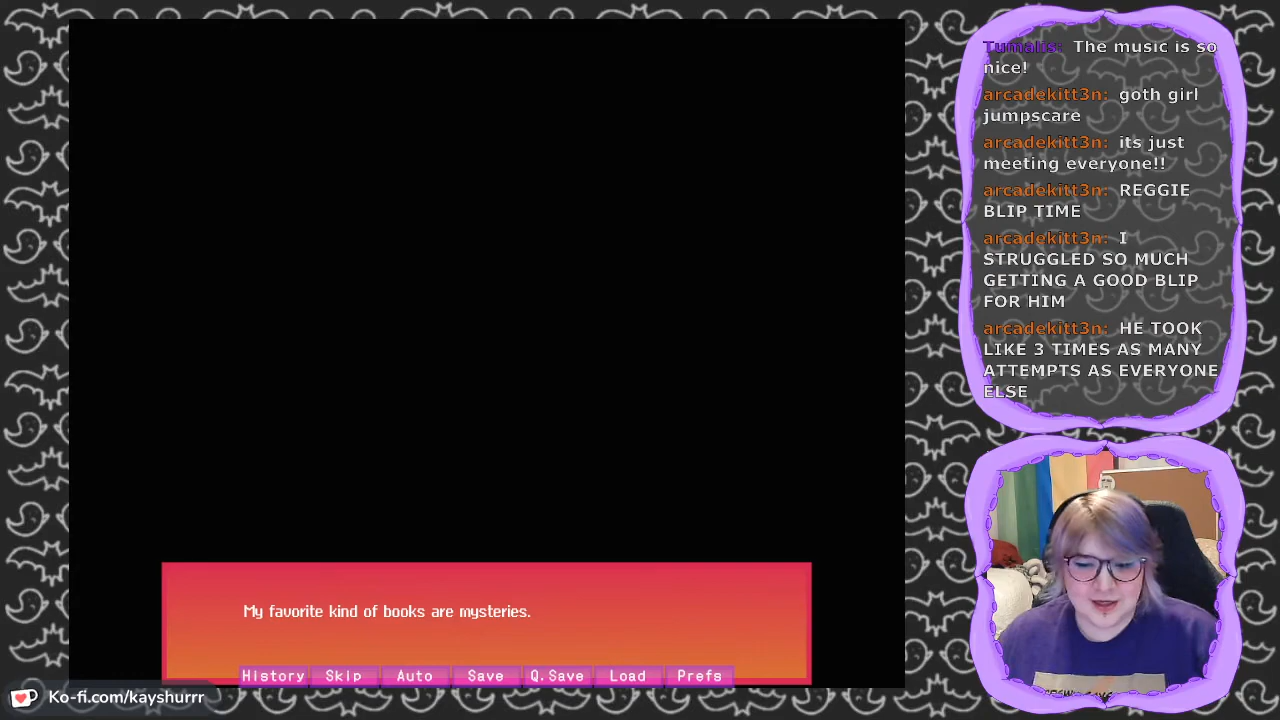 Tumalis: The music is so
nice!
arcadekitt3n: goth girl
jumpscare
arcadekitt3n: its just
meeting everyone!!
arcadekitt3n: REGGIE
BLIP TIME
arcadekitt3n: I
STRUGGLED SO MUCH
GETTING A GOOD BLIP
FOR HIM
arcadekitt3n: HE TOOK
LIKE 3 TIMES AS MANY
ATTEMPTS AS EVERYONE
ELSE
My favorite kind of books are mysteries.
History Skip Auto Save Q.Save Load Prefs
Ko-fi.com/kayshurrr